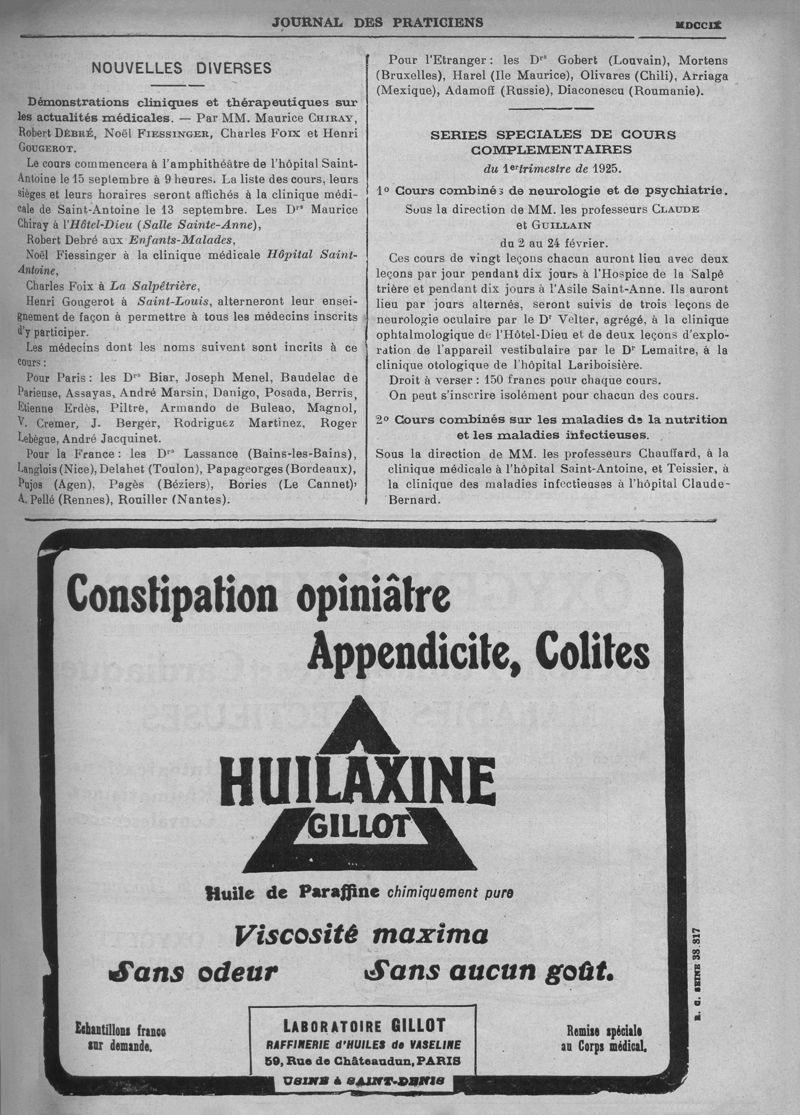 JOURNAL DES PRATICIENS
MDCCIX
NOUVELLES DIVERSES
Démonstrations cliniques et thérapeutiques sur
les actualités médicales. — Par MM. Maurice CHIRAY,
Robert DEBRÉ, Noël FIESSINGER, Charles FOIX et Henri
GOUGEROT.
Le cours commencera à l'amphithéâtre de l'hôpital Saint-
Antoine le 15 septembre à 9 heures. La liste des cours, leurs
sièges et leurs horaires seront affichés à la clinique médi-
cale de Saint-Antoine le 13 septembre. Les Drs Maurice
Chiray à l'Hôtel-Dieu (Salle Sainte-Anne),
Robert Debré aux Enfants-Malades,
Noël Fiessinger à la clinique médicale Hôpital Saint-
Antoine,
Charles Foix à La Salpêtrière,
Henri Gougerot à Saint-Louis, alterneront leur ensei-
gnement de façon à permettre à tous les médecins inscrits
d'y participer.
Les médecins dont les noms suivent sont incrits à ce
cours :
Pour Paris : les Drs Biar, Joseph Menel, Baudelac de
Parieuse, Assayas, André Marsin, Danigo, Posada, Berris,
Etienne Erdès, Piltrè, Armando de Buleao, Magnol,
V. Cremer, J. Berger, Rodriguez Martinez, Roger
Lebègue, André Jacquinet.
Pour la France : les Drs Lassance (Bains-les-Bains),
Langlois (Nice), Delahet (Toulon), Papageorges (Bordeaux),
Pujos (Agen), Pagès (Béziers), Bories (Le Cannet),
A. Pellé (Rennes), Rouiller (Nantes).
Pour l'Etranger : les Drs Gobert (Louvain), Mortens
(Bruxelles), Harel (Ile Maurice), Olivares (Chili), Arriaga
(Mexique), Adamoff (Russie), Diaconescu (Roumanie).
SERIES SPECIALES DE COURS
COMPLEMENTAIRES
du 1er trimestre de 1925.
1o Cours combinés de neurologie et de psychiatrie.
Sous la direction de MM. les professeurs CLAUDE
et GUILLAIN
du 2 au 24 février.
Ces cours de vingt leçons chacun auront lieu avec deux
leçons par jour pendant dix jours à l'Hospice de la Salpê
trière et pendant dix jours à l'Asile Saint-Anne. Ils auront
lieu par jours alternés, seront suivis de trois leçons de
neurologie oculaire par le Dr Velter, agrégé, à la clinique
ophtalmologique de l'Hôtel-Dieu et de deux leçons d'explo-
ration de l'appareil vestibulaire par le Dr Lemaitre, à la
clinique otologique de l'hôpital Lariboisière.
Droit à verser : 150 francs pour chaque cours.
On peut s'inscrire isolément pour chacun des cours.
2o Cours combinés sur les maladies de la nutrition
et les maladies infectieuses.
Sous la direction de MM. les professeurs Chauffard, à la
clinique médicale à l'hôpital Saint-Antoine, et Teissier, à
la clinique des maladies infectieuses à l'hôpital Claude-
Bernard.
Constipation opiniâtre
Appendicite, Colites
HUILAXINE
GILLOT
Huile de Paraffine chimiquement pure
Viscosité maxima
Sans odeur Sans aucun goût.
Echantillons franco
sur demande.
LABORATOIRE GILLOT
RAFFINERIE d'HUILES de VASELINE
59, Rue de Châteaudun, PARIS
USINE à SAINT-DENIS
Remise spéciale
au Corps médical.
R. C. SEINE 38.817